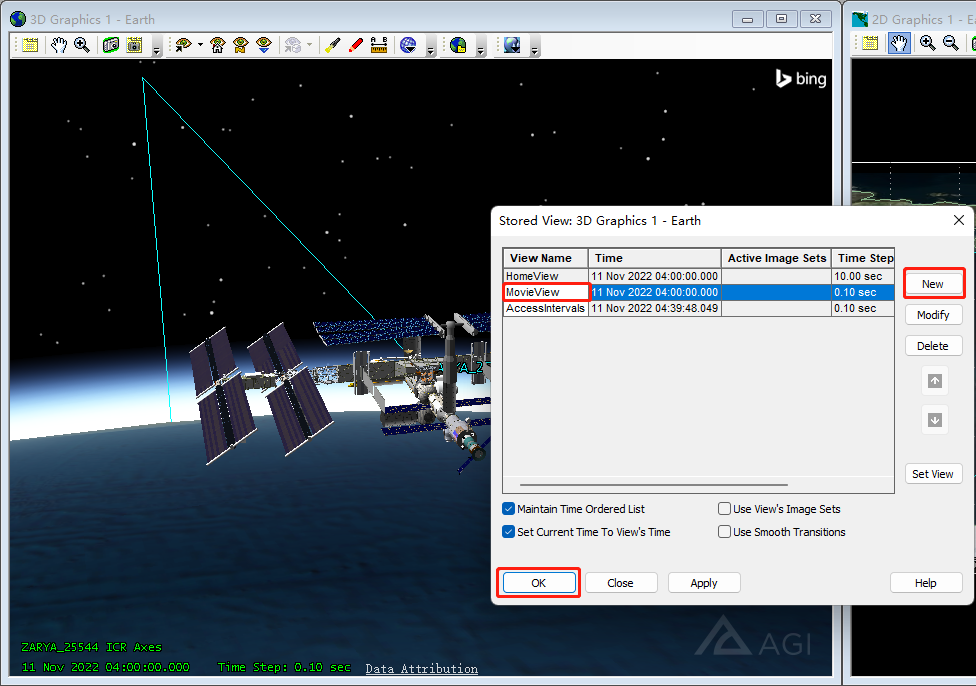 3D Graphics 1 - Earth
2D Graphics 1 - Ea
bing
Stored View: 3D Graphics 1 - Earth
View Name Time Active Image Sets Time Step
HomeView 11 Nov 2022 04:00:00.000 10.00 sec
MovieView 11 Nov 2022 04:00:00.000 0.10 sec
AccessIntervals 11 Nov 2022 04:39:48.049 0.10 sec
New
Modify
Delete
Set View
Maintain Time Ordered List
Use View's Image Sets
Set Current Time To View's Time
Use Smooth Transitions
OK
Close
Apply
Help
AGI
ZARYA_25544 ICR Axes
11 Nov 2022 04:00:00.000 Time Step: 0.10 sec Data Attribution